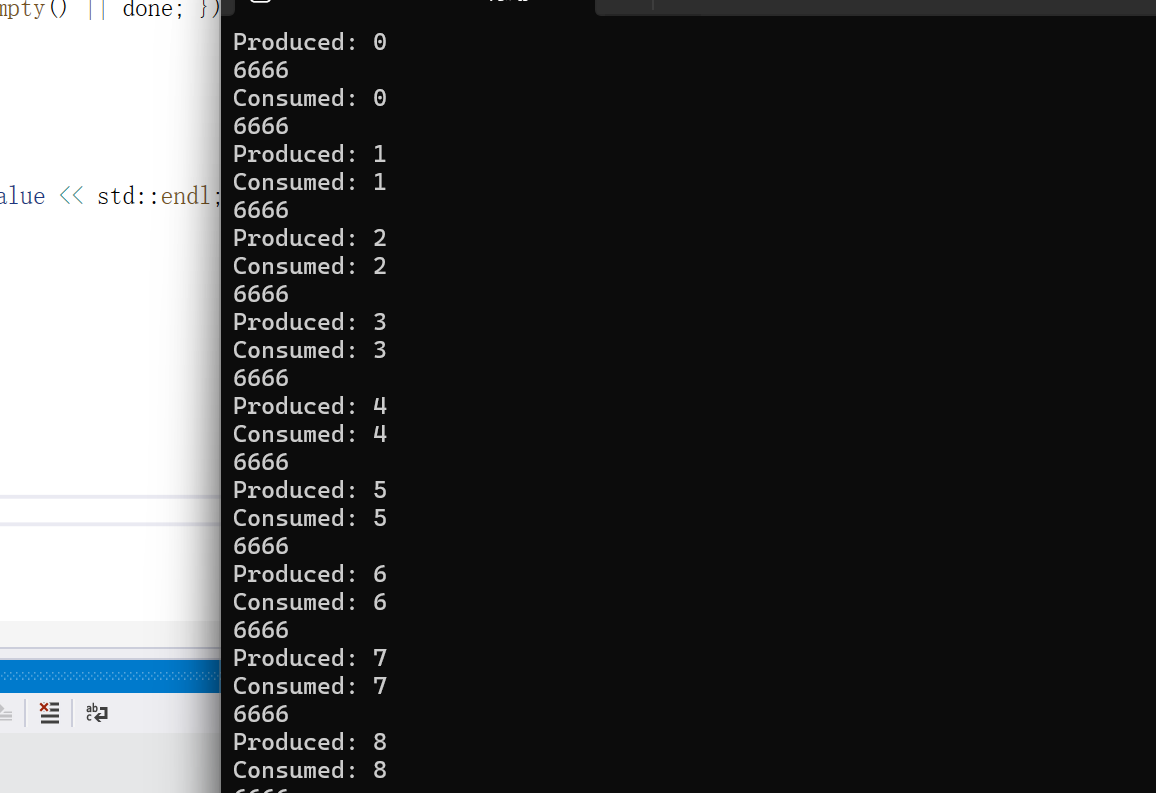 mpty() || done; })
alue << std::endl;
Produced: 0
6666
Consumed: 0
6666
Produced: 1
Consumed: 1
6666
Produced: 2
Consumed: 2
6666
Produced: 3
Consumed: 3
6666
Produced: 4
Consumed: 4
6666
Produced: 5
Consumed: 5
6666
Produced: 6
Consumed: 6
6666
Produced: 7
Consumed: 7
6666
Produced: 8
Consumed: 8
6666